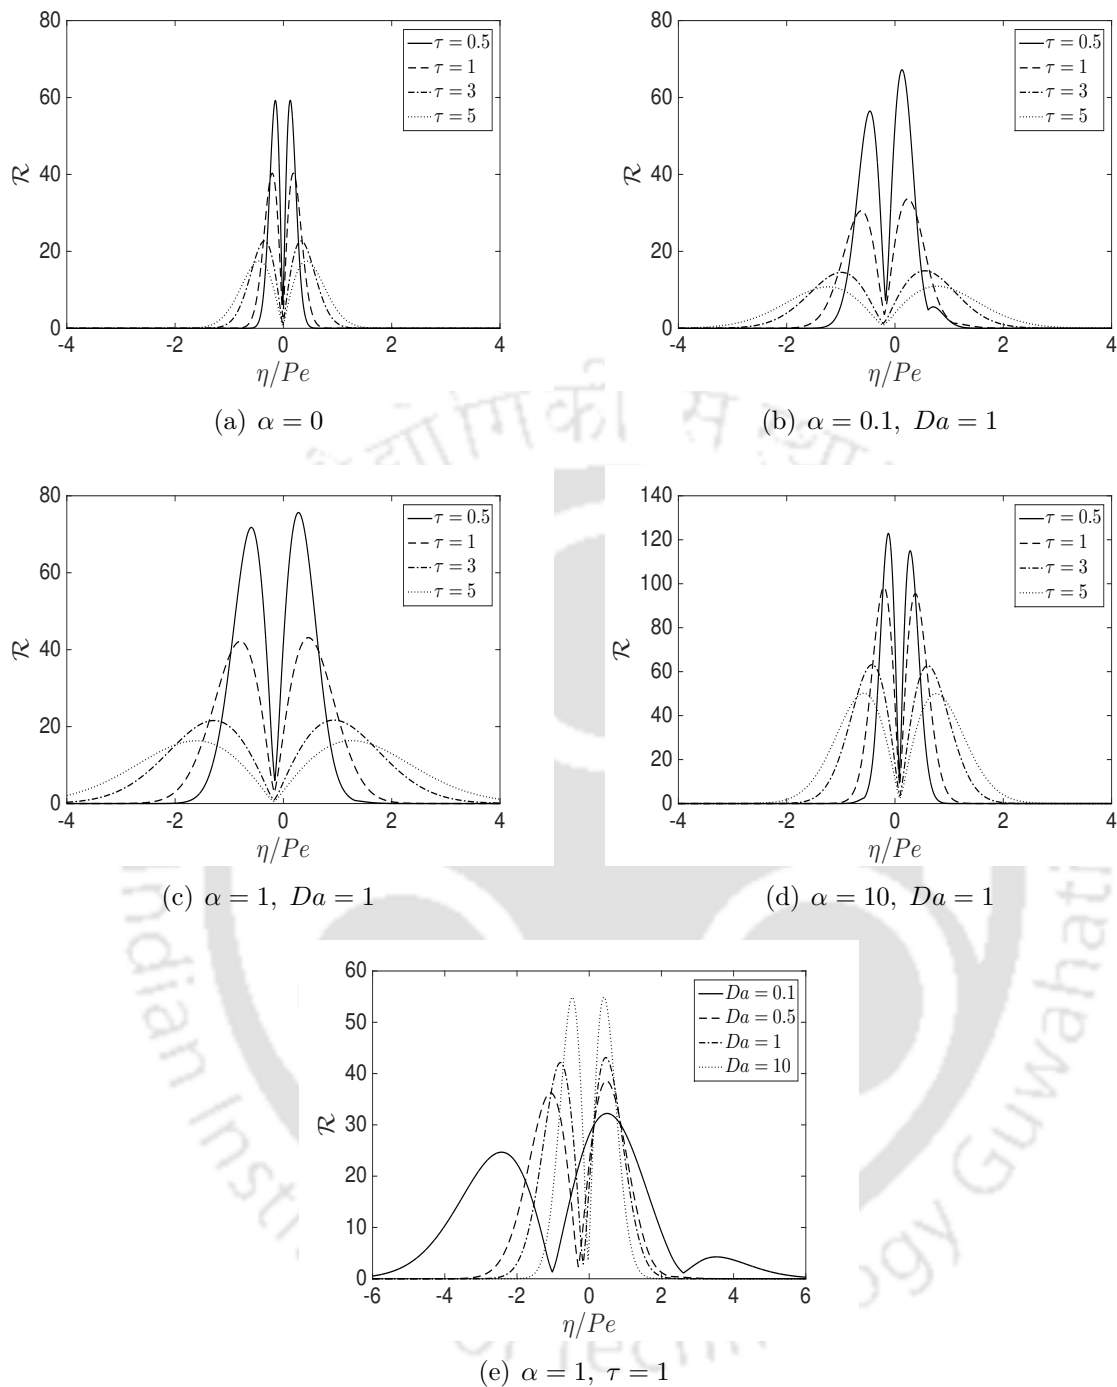 80
60
40
20
0
-4 -2 0 2 4
ℛ
η/Pe
τ = 0.5
τ = 1
τ = 3
τ = 5
(a) α = 0
80
60
40
20
0
-4 -2 0 2 4
ℛ
η/Pe
τ = 0.5
τ = 1
τ = 3
τ = 5
(b) α = 0.1, Da = 1
80
60
40
20
0
-4 -2 0 2 4
ℛ
η/Pe
τ = 0.5
τ = 1
τ = 3
τ = 5
(c) α = 1, Da = 1
140
120
100
80
60
40
20
0
-4 -2 0 2 4
ℛ
η/Pe
τ = 0.5
τ = 1
τ = 3
τ = 5
(d) α = 10, Da = 1
60
50
40
30
20
10
0
-6 -4 -2 0 2 4 6
ℛ
η/Pe
Da = 0.1
Da = 0.5
Da = 1
Da = 10
(e) α = 1, τ = 1
Indian
Guwahati